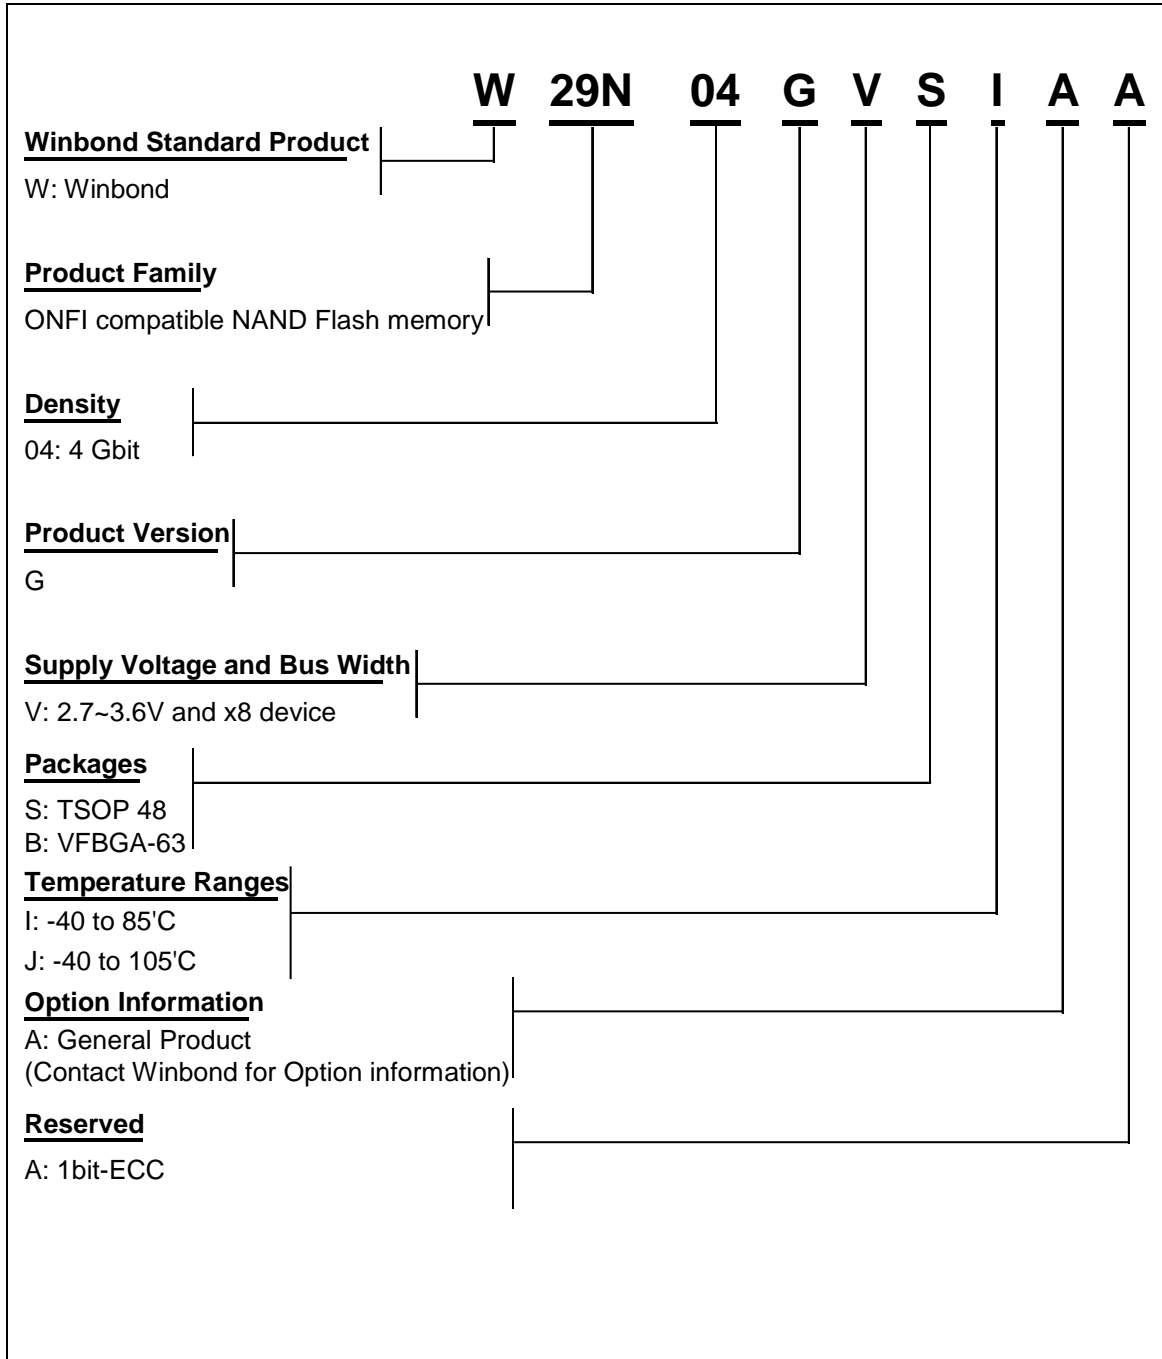 W 29N 04 G V S I A A
Winbond Standard Product
W: Winbond
Product Family
ONFI compatible NAND Flash memory
Density
04: 4 Gbit
Product Version
G
Supply Voltage and Bus Width
V: 2.7~3.6V and x8 device
Packages
S: TSOP 48
B: VFBGA-63
Temperature Ranges
I: -40 to 85'C
J: -40 to 105'C
Option Information
A: General Product
(Contact Winbond for Option information)
Reserved
A: 1bit-ECC